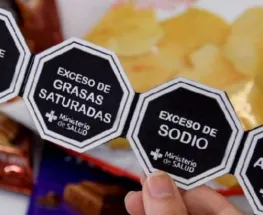 EXCESO DE
GRASAS
SATURADAS
Ministerio
de SALUD
EXCESO DE
SODIO
Ministerio
de SALUD